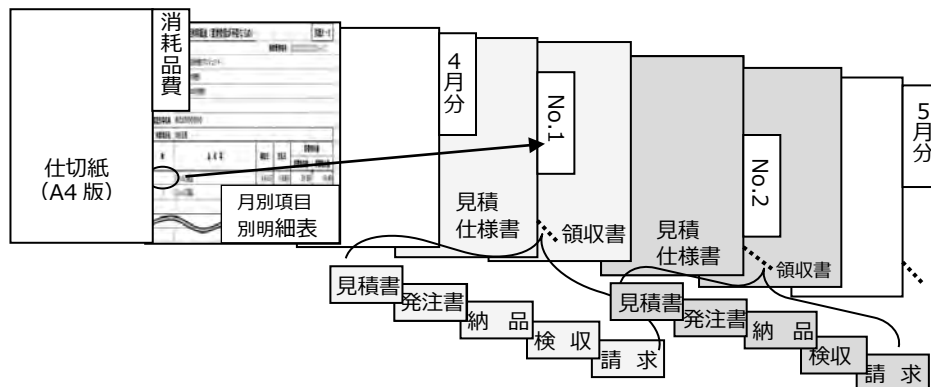 消耗品費
仕切紙
（A4 版）
月別項目
別明細表
4月分
No.1
見積
仕様書
領収書
見積
仕様書
No.2
領収書
5月分
見積書
発注書
納 品
検 収
請 求
見積書
発注書
納 品
検収
請 求